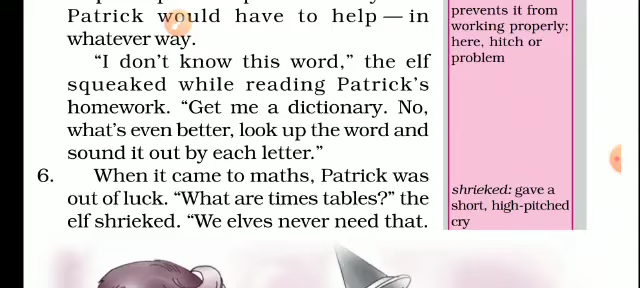 Patrick would have to help — in
whatever way.
“I don’t know this word,” the elf
squeaked while reading Patrick’s
homework. “Get me a dictionary. No,
what’s even better, look up the word and
sound it out by each letter.”
6. When it came to maths, Patrick was
out of luck. “What are times tables?” the
elf shrieked. “We elves never need that.
prevents it from
working properly;
here, hitch or
problem
shrieked: gave a
short, high-pitched
cry